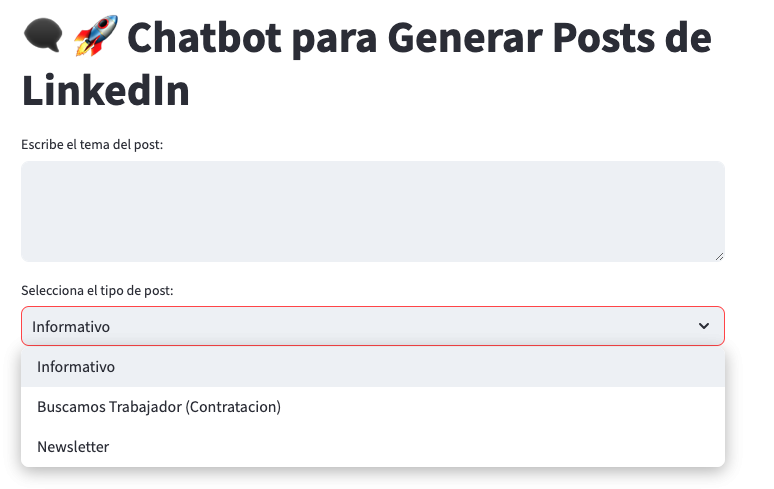 🗨️🚀 Chatbot para Generar Posts de
LinkedIn
Escribe el tema del post:
Selecciona el tipo de post:
Informativo
Informativo
Buscamos Trabajador (Contratacion)
Newsletter